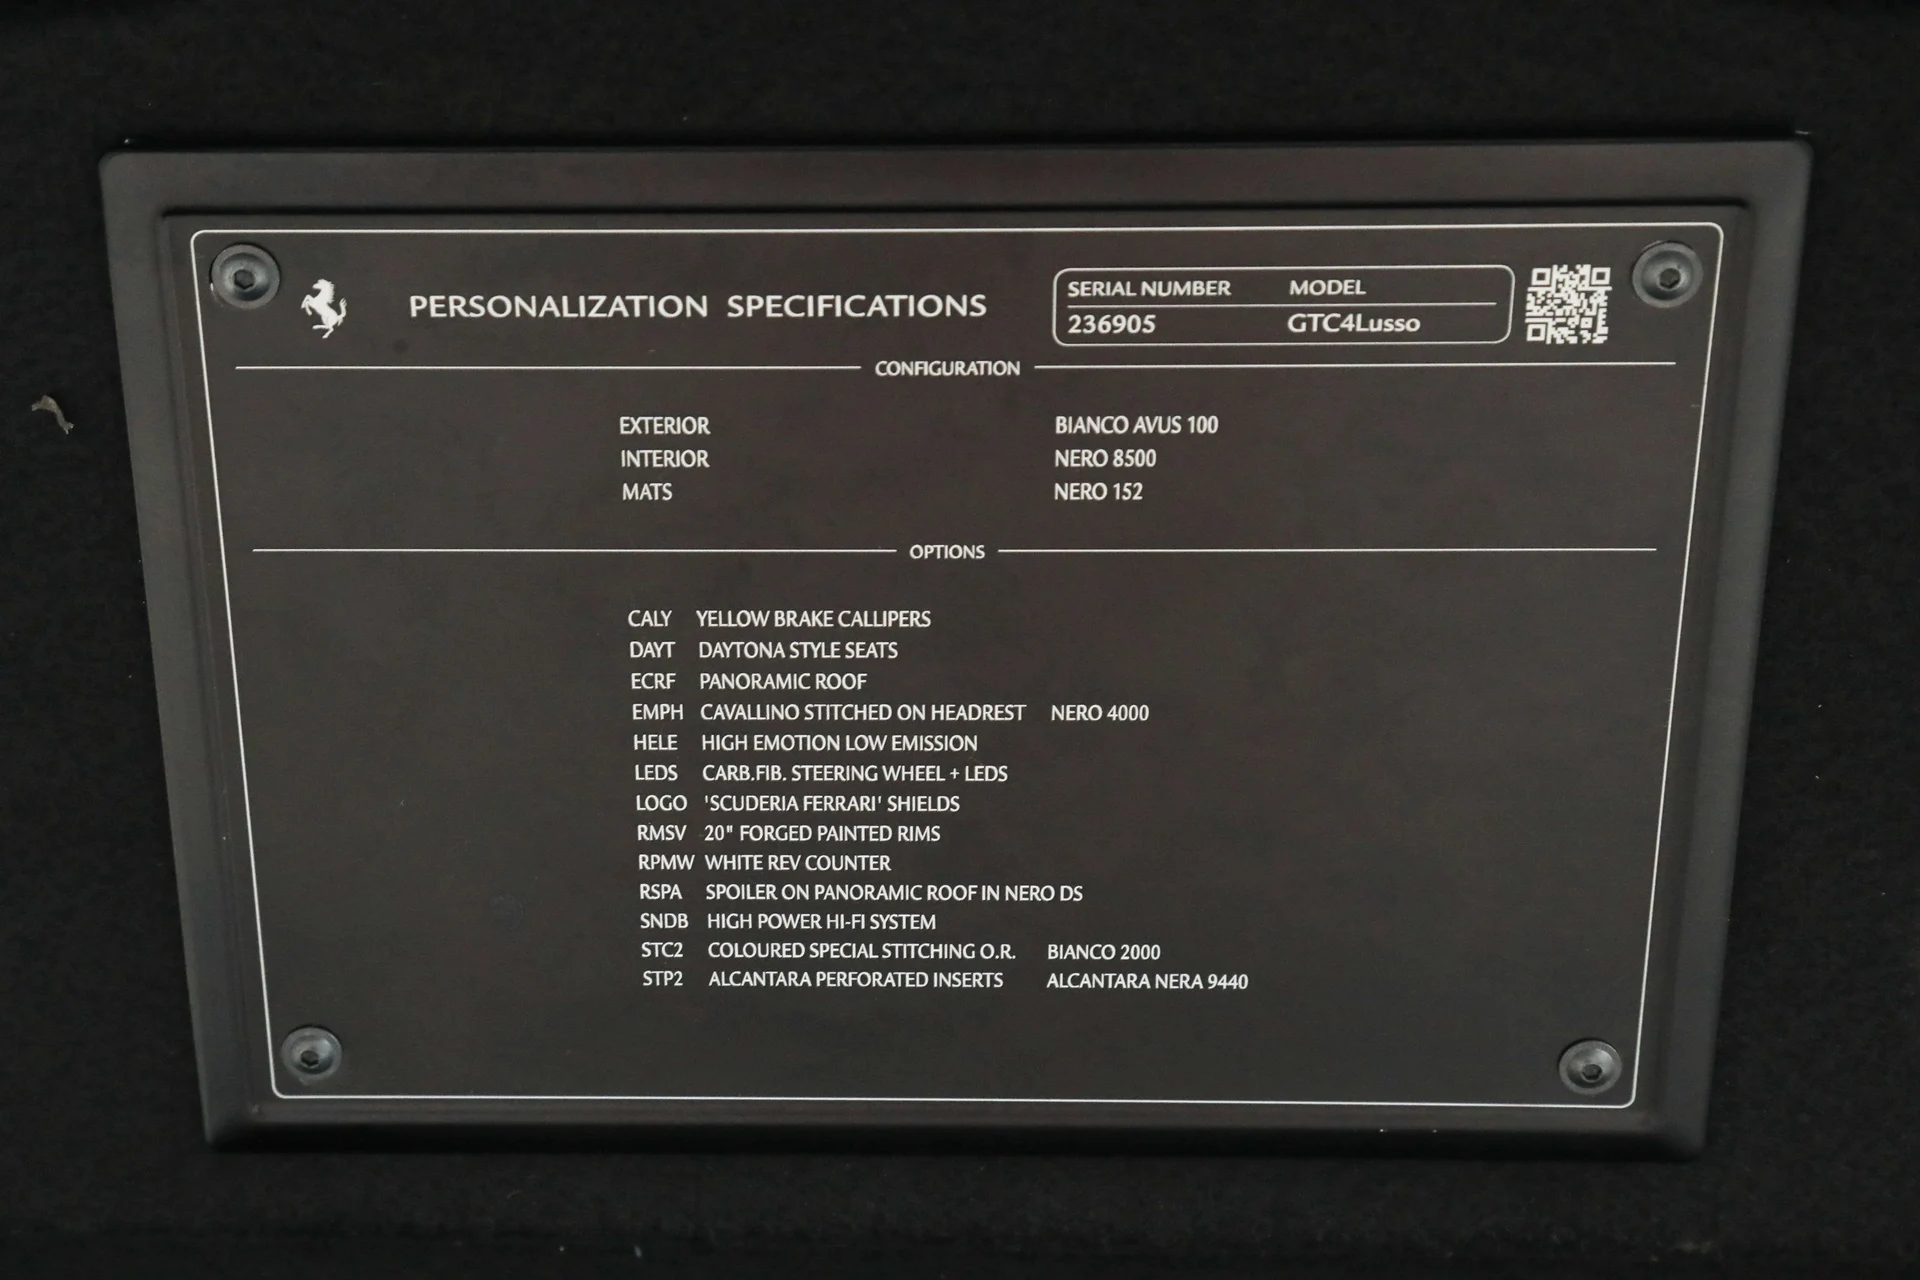 PERSONALIZATION SPECIFICATIONS
SERIAL NUMBER MODEL
236905 GTC4Lusso
CONFIGURATION
EXTERIOR BIANCO AVUS 100
INTERIOR NERO 8500
MATS NERO 152
OPTIONS
CALY YELLOW BRAKE CALLIPERS
DAYT DAYTONA STYLE SEATS
ECRF PANORAMIC ROOF
EMPH CAVALLINO STITCHED ON HEADREST NERO 4000
HELE HIGH EMOTION LOW EMISSION
LEDS CARB.FIB. STEERING WHEEL + LEDS
LOGO 'SCUDERIA FERRARI' SHIELDS
RMSV 20" FORGED PAINTED RIMS
RPMW WHITE REV COUNTER
RSPA SPOILER ON PANORAMIC ROOF IN NERO DS
SNDB HIGH POWER HI-FI SYSTEM
STC2 COLOURED SPECIAL STITCHING O.R. BIANCO 2000
STP2 ALCANTARA PERFORATED INSERTS ALCANTARA NERA 9440